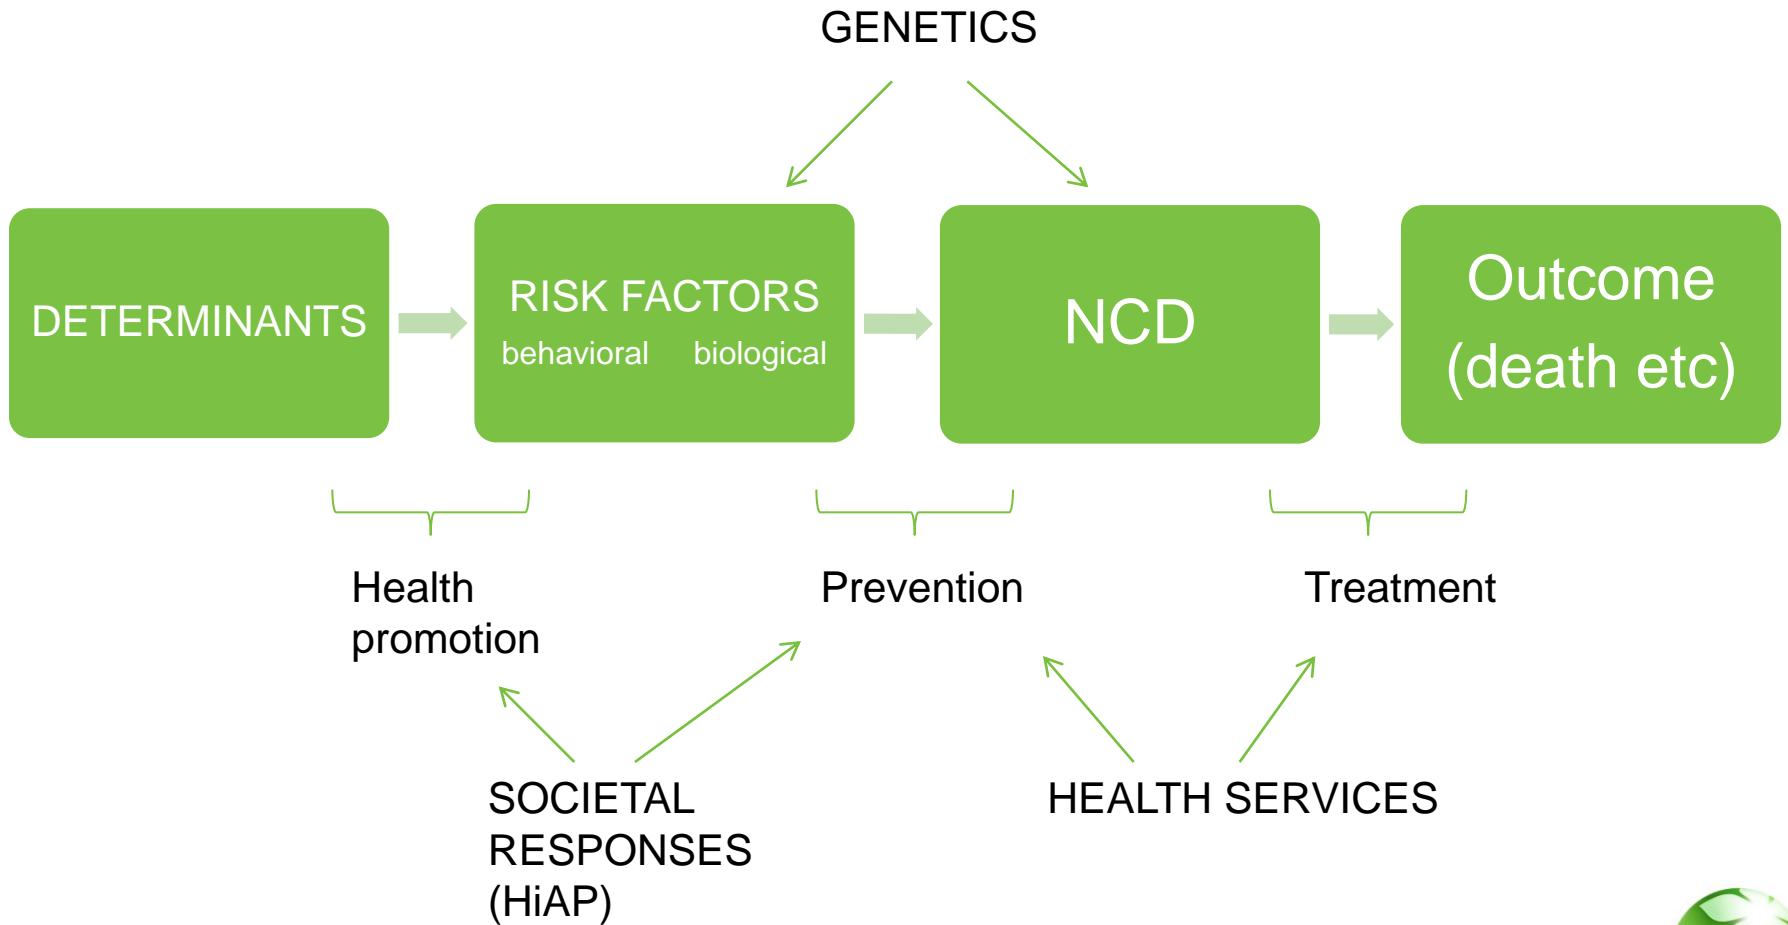 GENETICS
DETERMINANTS
RISK FACTORS
behavioral biological
NCD
Outcome
(death etc)
Health
promotion
Prevention
Treatment
SOCIETAL
RESPONSES
(HiAP)
HEALTH SERVICES